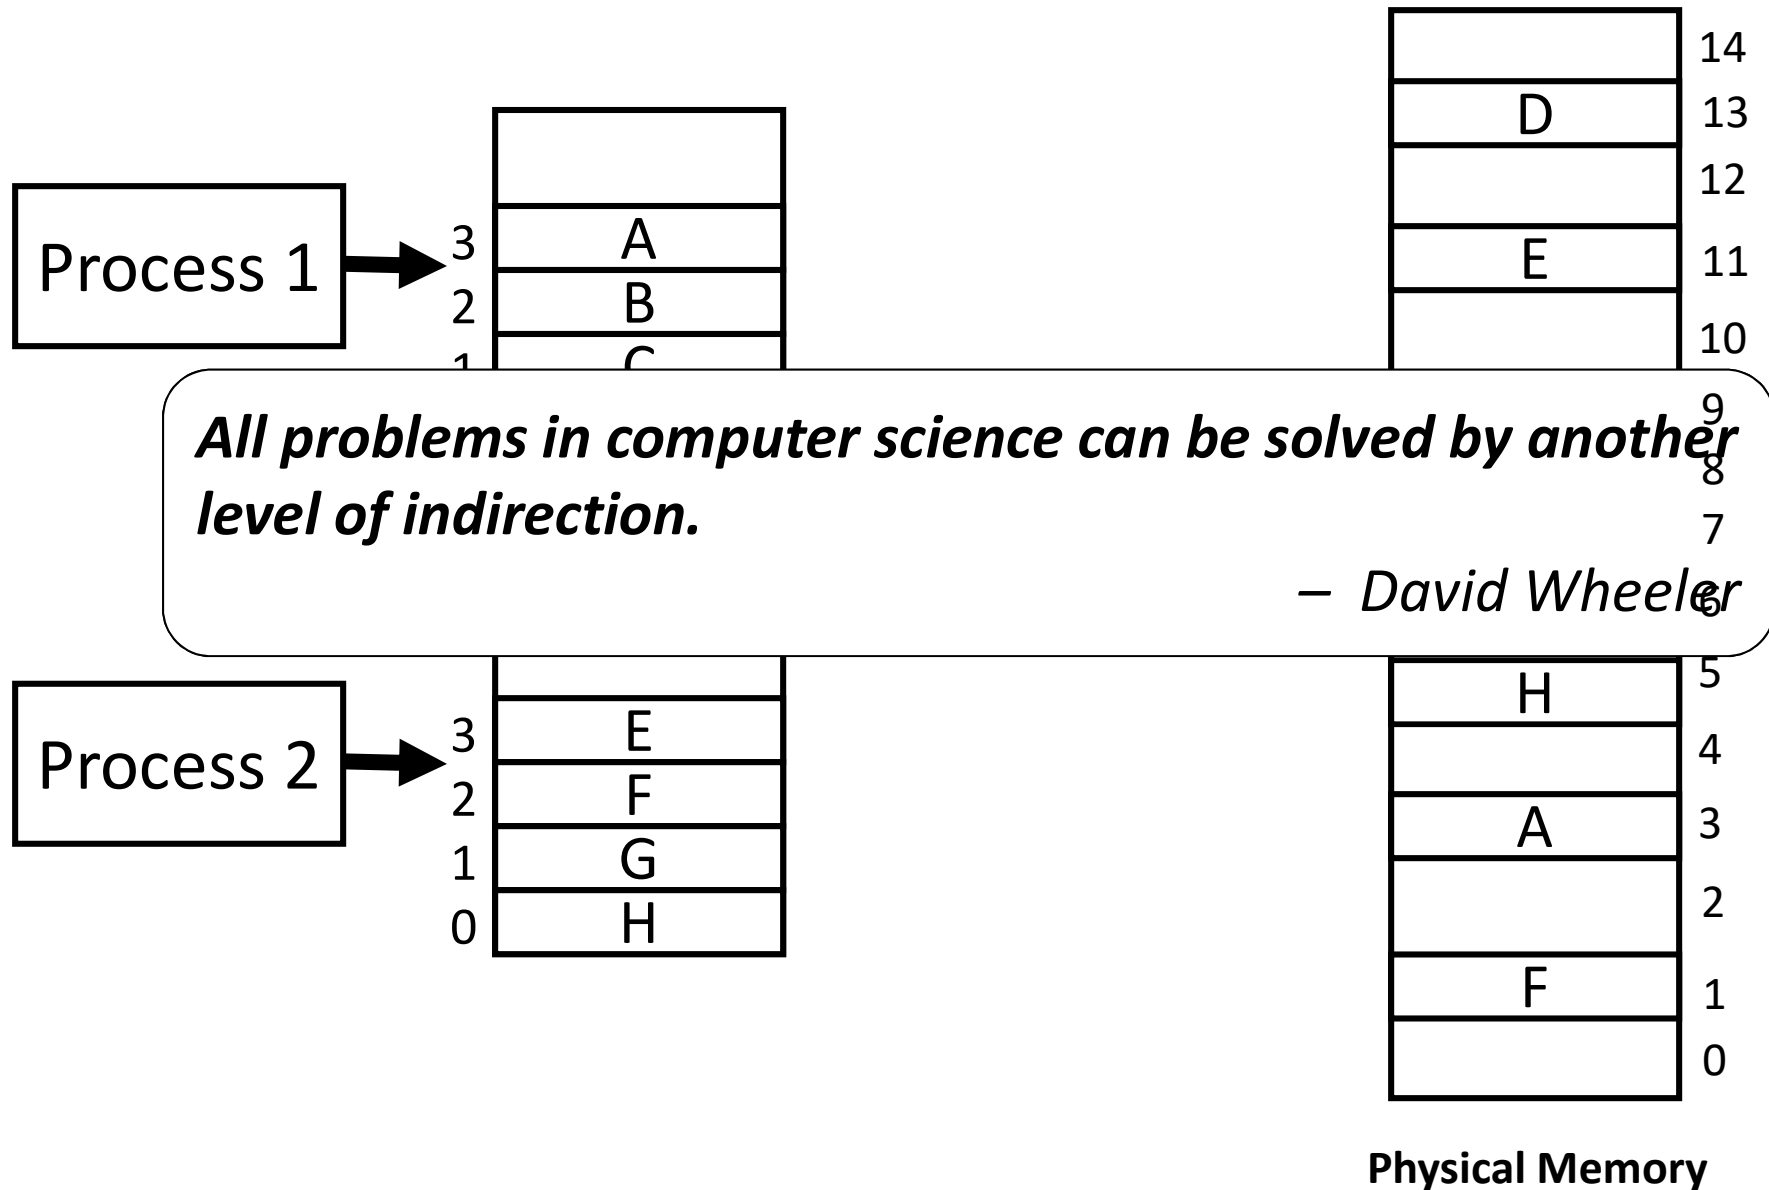 14
D 13
12
3 A
Process 1
E 11
2 B
10
1 C
9
All problems in computer science can be solved by another
8
level of indirection.
7
– David Wheeler
6
5
H
3 E
4
Process 2
2 F
A 3
1 G
2
0 H
F 1
0
Physical Memory